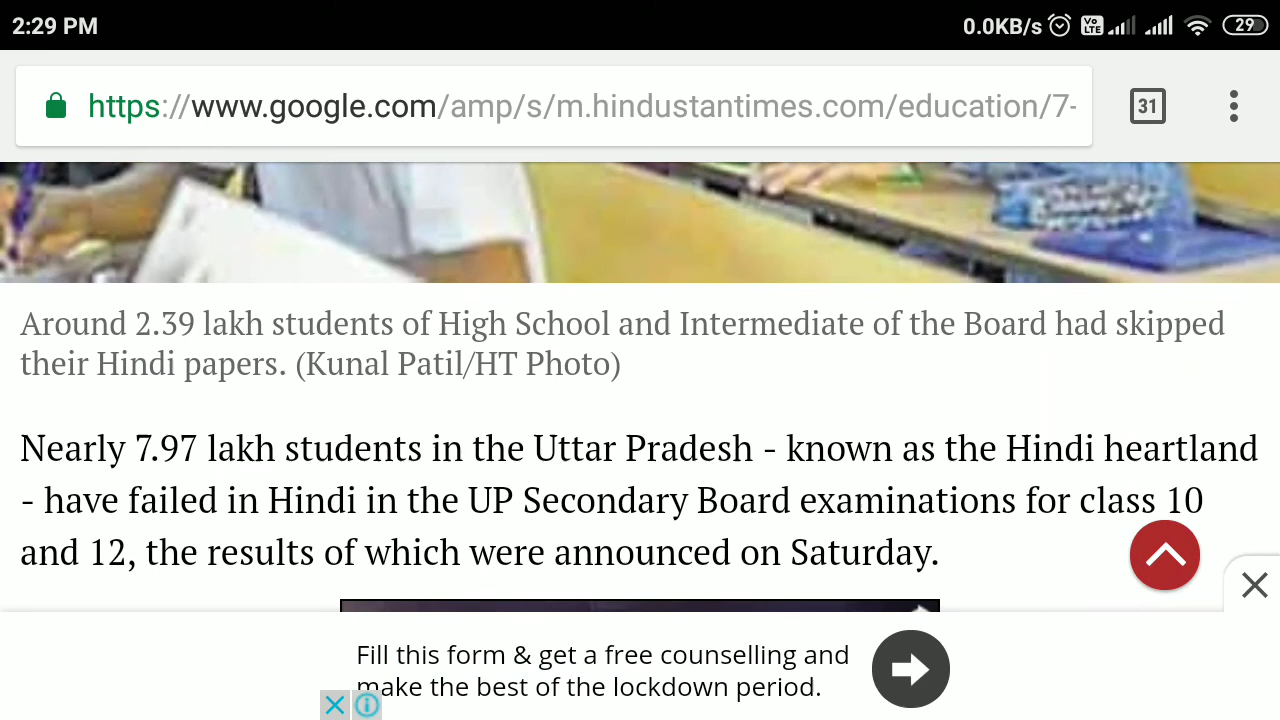 2:29 PM 0.0KB/s Vo LTE 29
https://www.google.com/amp/s/m.hindustantimes.com/education/7- 31
Around 2.39 lakh students of High School and Intermediate of the Board had skipped
their Hindi papers. (Kunal Patil/HT Photo)
Nearly 7.97 lakh students in the Uttar Pradesh - known as the Hindi heartland
- have failed in Hindi in the UP Secondary Board examinations for class 10
and 12, the results of which were announced on Saturday.
Fill this form & get a free counselling and
make the best of the lockdown period.